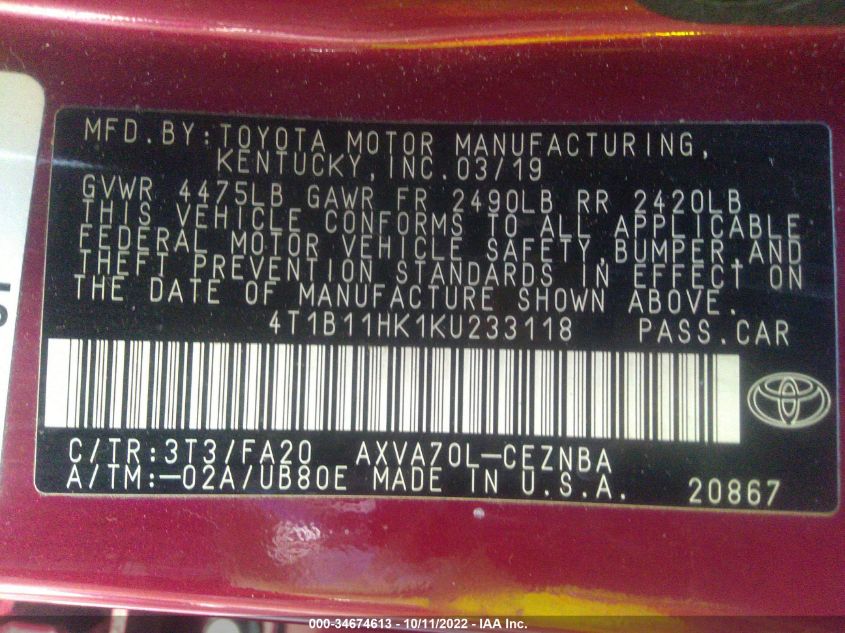 MFD.BY:TOYOTA MOTOR MANUFACTURING,
KENTUCKY,INC.03/19
GVWR 4475LB GAWR FR 2490LB RR 2420LB
THIS VEHICLE CONFORMS TO ALL APPLICABLE
FEDERAL MOTOR VEHICLE SAFETY,BUMPER,AND
THEFT PREVENTION STANDARDS IN EFFECT ON
THE DATE OF MANUFACTURE SHOWN ABOVE.
4T1B11HK1KU233118 PASS.CAR
C/TR:3T3/FA20 AXVA70L-CEZNBA
A/TM:-02A/UB80E MADE IN U.S.A. 20867
000-34674613 - 10/11/2022 - IAA Inc.